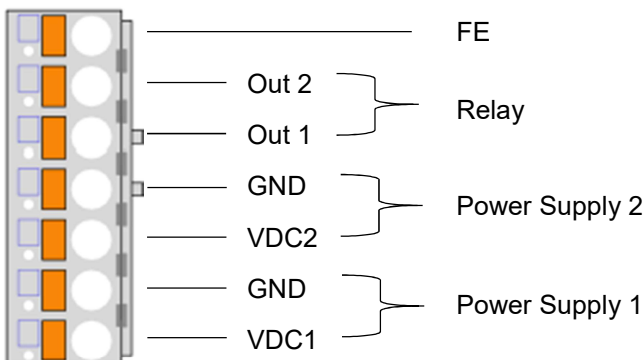 FE
Out 2
Relay
Out 1
GND
Power Supply 2
VDC2
GND
Power Supply 1
VDC1